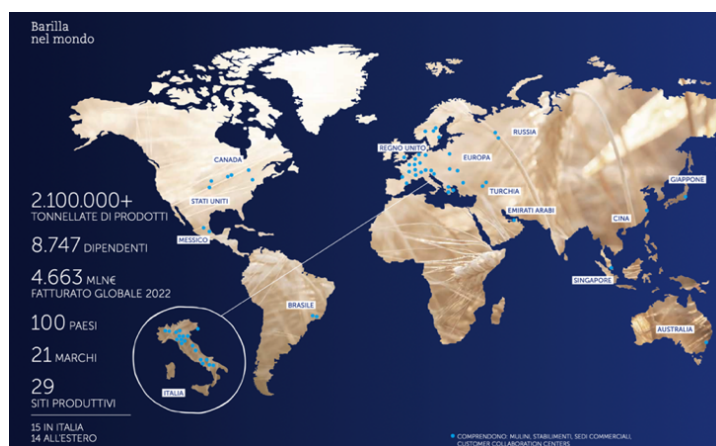 Barilla
nel mondo
CANADA
STATI UNITI
MESSICO
BRASILE
REGNO UNITO
EUROPA
RUSSIA
TURCHIA
EMIRATI ARABI
CINA
GIAPPONE
SINGAPORE
AUSTRALIA
2.100.000+
TONNELLATE DI PRODOTTI
8.747 DIPENDENTI
4.663 MLN€
FATTURATO GLOBALE 2022
100 PAESI
21 MARCHI
29
SITI PRODUTTIVI
15 IN ITALIA
14 ALL'ESTERO
ITALIA
COMPRENDONO: MULINI, STABILIMENTI, SEDI COMMERCIALI,
CUSTOMER COLLABORATION CENTERS